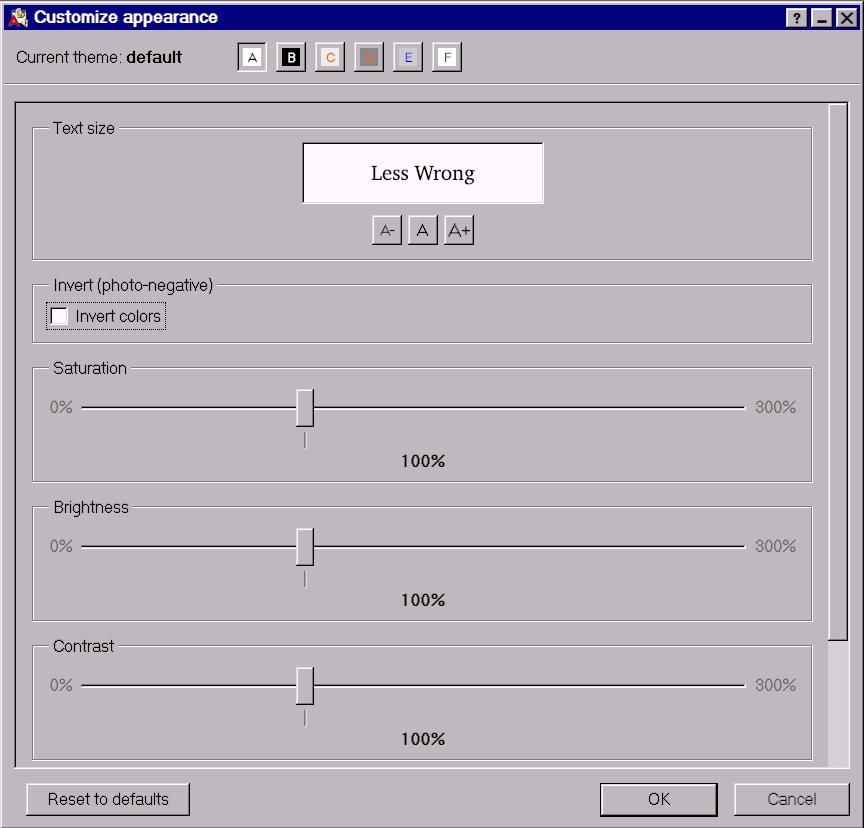 Customize appearance
?
Current theme: default
A B C D E F
Text size
Less Wrong
A- A A+
Invert (photo-negative)
Invert colors
Saturation
0% 300%
100%
Brightness
0% 300%
100%
Contrast
0% 300%
100%
Reset to defaults OK Cancel